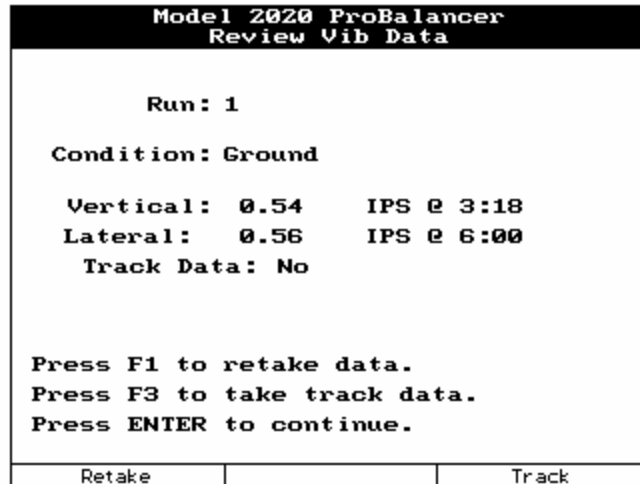 Model 2020 ProBalancer
Review Vib Data
Run: 1
Condition: Ground
Vertical: 0.54 IPS @ 3:18
Lateral: 0.56 IPS @ 6:00
Track Data: No
Press F1 to retake data.
Press F3 to take track data.
Press ENTER to continue.
Retake Track